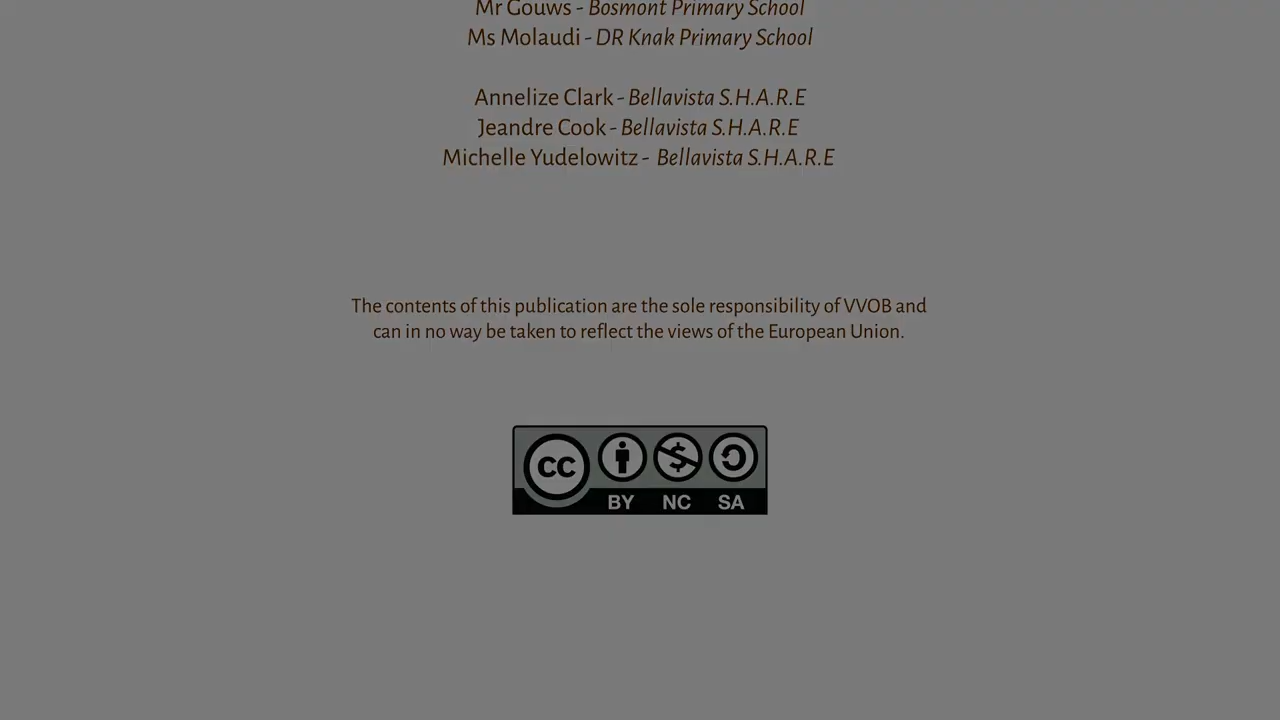 Mr Gouws - Bosmont Primary School
Ms Molaudi - DR Knak Primary School
Annelize Clark - Bellavista S.H.A.R.E
Jeandre Cook - Bellavista S.H.A.R.E
Michelle Yudelowitz - Bellavista S.H.A.R.E
The contents of this publication are the sole responsibility of VVOB and
can in no way be taken to reflect the views of the European Union.
cc
BY NC SA